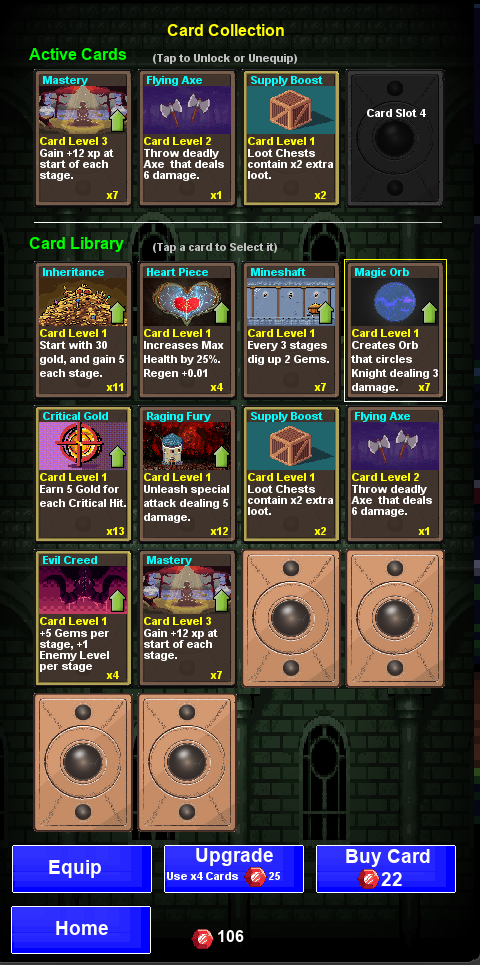 Card Collection
Active Cards (Tap to Unlock or Unequip)
Mastery
Card Level 3
Gain +12 xp at
start of each
stage.
x7
Flying Axe
Card Level 2
Throw deadly
Axe that deals
6 damage.
x1
Supply Boost
Card Level 1
Loot Chests
contain x2 extra
loot.
x2
Card Slot 4
Card Library (Tap a card to Select it)
Inheritance
Card Level 1
Start with 30
gold, and gain 5
each stage.
x11
Heart Piece
Card Level 1
Increases Max
Health by 25%.
Regen +0.01
x4
Mineshaft
Card Level 1
Every 3 stages
dig up 2 Gems.
x7
Magic Orb
Card Level 1
Creates Orb
that circles
Knight dealing 3
damage. x7
Critical Gold
Card Level 1
Earn 5 Gold for
each Critical Hit.
x13
Raging Fury
Card Level 1
Unleash special
attack dealing 5
damage.
x12
Supply Boost
Card Level 1
Loot Chests
contain x2 extra
loot.
x2
Flying Axe
Card Level 2
Throw deadly
Axe that deals
6 damage.
x1
Evil Creed
Card Level 1
+5 Gems per
stage, +1
Enemy Level
per stage
x4
Mastery
Card Level 3
Gain +12 xp at
start of each
stage.
x7
Equip
Upgrade
Use x4 Cards 25
Buy Card
22
Home
106